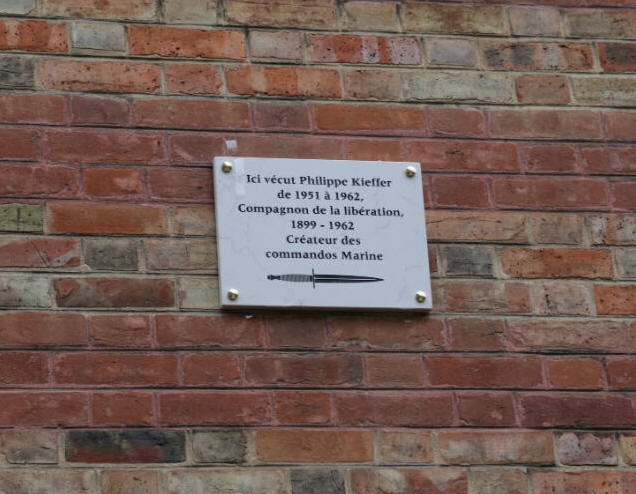 Ici vécut Philippe Kieffer
de 1951 à 1962,
Compagnon de la libération,
1899 - 1962
Créateur des
commandos Marine